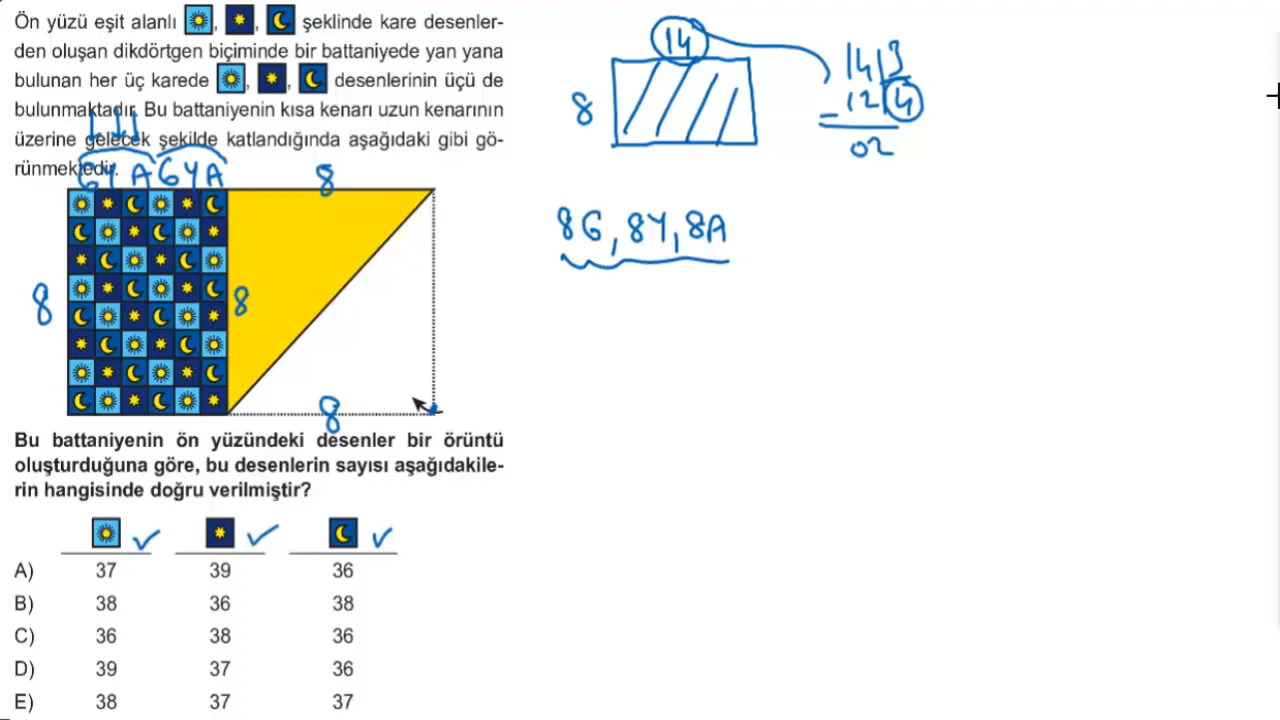 Ön yüzü eşit alanlı , , şeklinde kare desenler-
den oluşan dikdörtgen biçiminde bir battaniyede yan yana
bulunan her üç karede , , desenlerinin üçü de
bulunmaktadır. Bu battaniyenin kısa kenarı uzun kenarının
üzerine gelecek şekilde katlandığında aşağıdaki gibi gö-
rünmektedir.
G Y A G Y A
8
8
8
8
Bu battaniyenin ön yüzündeki desenler bir örüntü
oluşturduğuna göre, bu desenlerin sayısı aşağıdakile-
rin hangisinde doğru verilmiştir?
A) 37 39 36
B) 38 36 38
C) 36 38 36
D) 39 37 36
E) 38 37 37
14
8
14 3
- 12 4
02
8G, 8Y, 8A